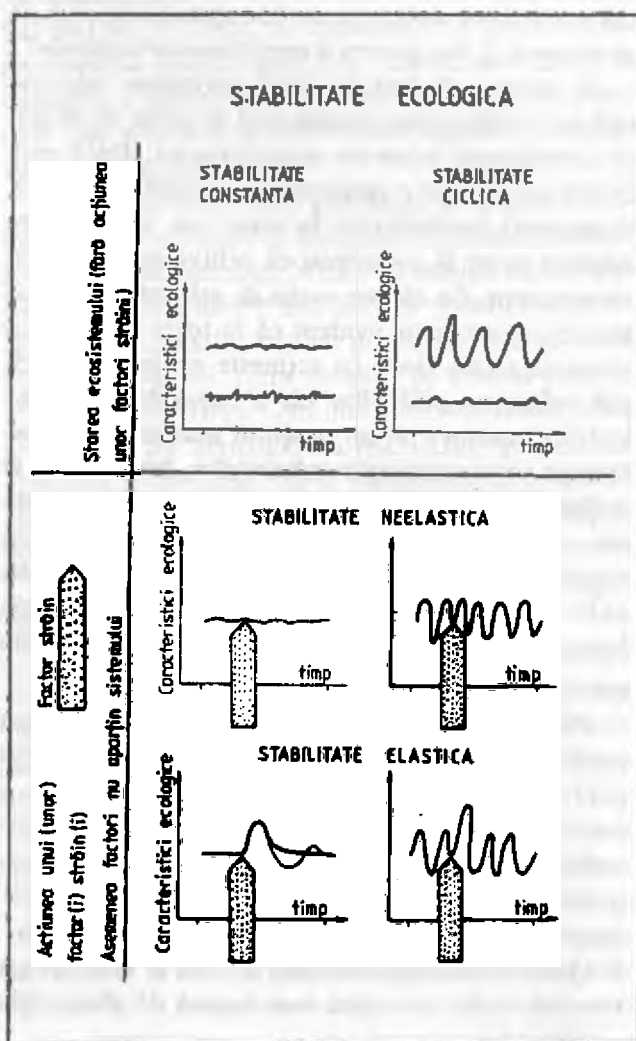 STABILITATE ECOLOGICA
STABILITATE
CONSTANTA
STABILITATE
CICLICA
Starea ecosistemului (fără acțiunea
unor factori străini)
Caracteristici ecologice
timp
Caracteristici ecologice
timp
STABILITATE NEELASTICA
Factor străin
Caracteristici ecologice
timp
timp
STABILITATE ELASTICA
Acțiunea unui (unor)
factor(i) străin(i)
Asemenea factori nu aparțin sistemului
Caracteristici ecologice
timp
timp